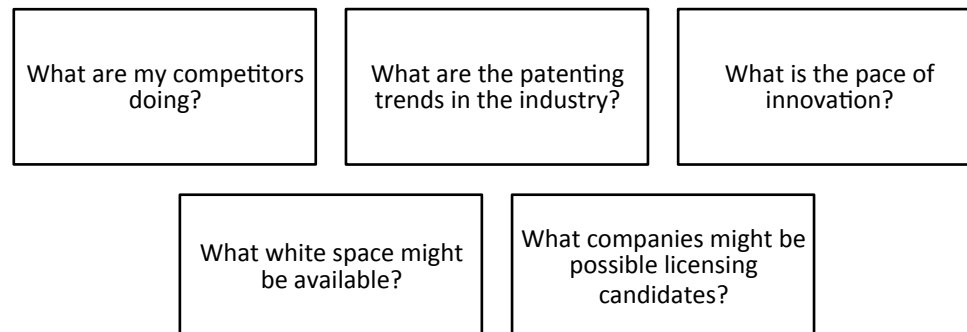 What are my competitors
doing?
What are the patenting
trends in the industry?
What is the pace of
innovation?
What white space might
be available?
What companies might be
possible licensing
candidates?